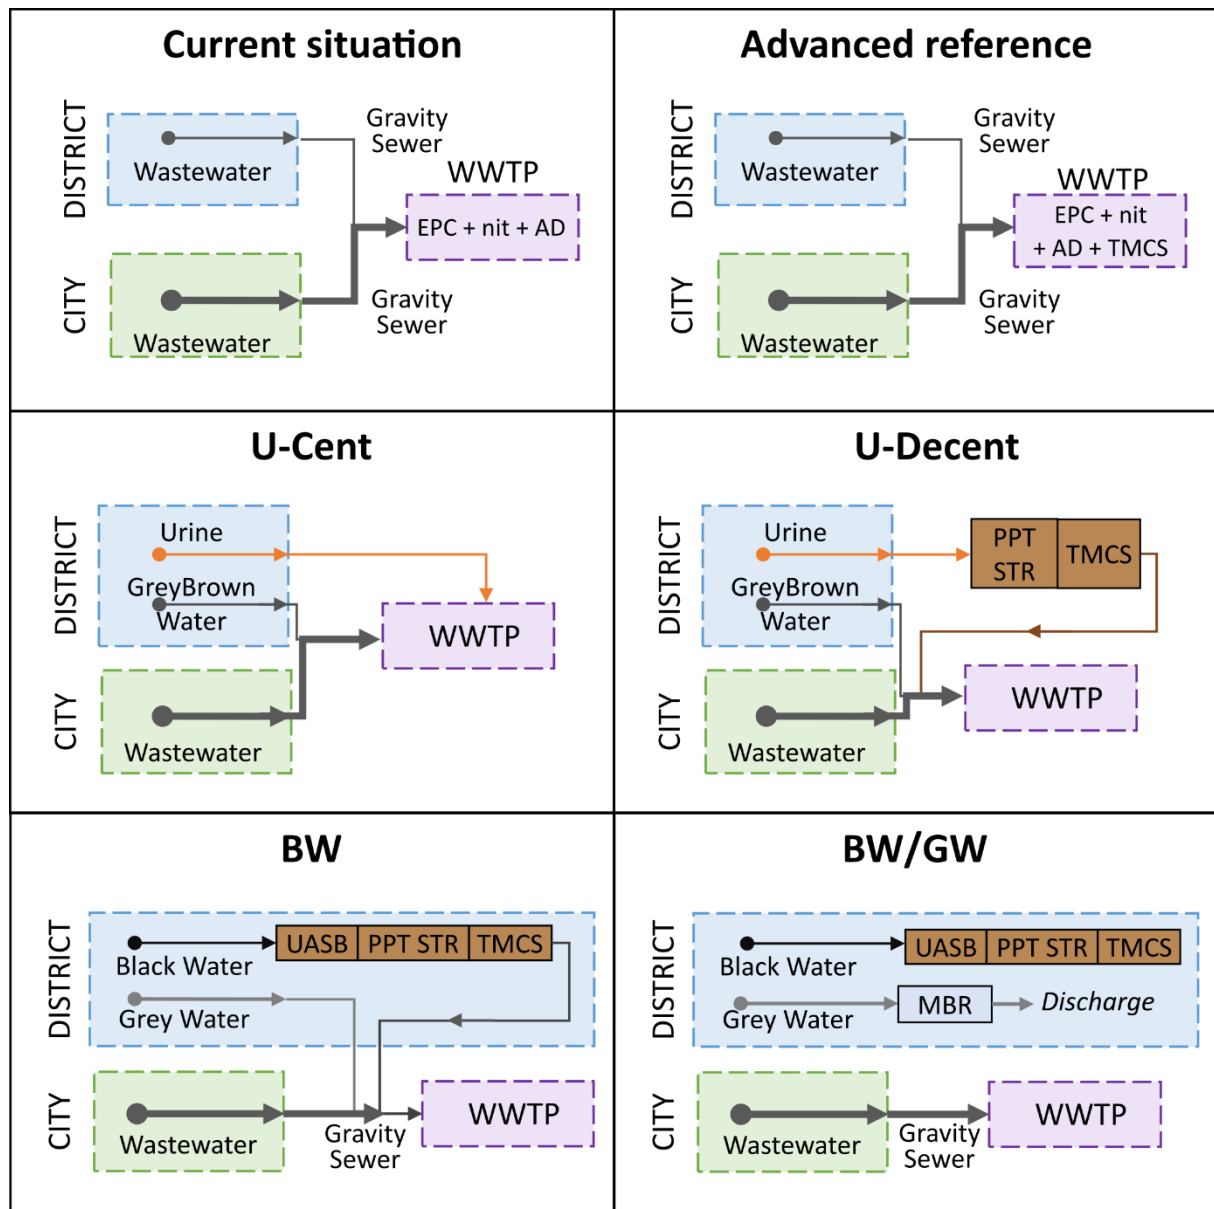 Current situation
DISTRICT
Wastewater
Gravity
Sewer
WWTP
EPC + nit + AD
CITY
Wastewater
Gravity
Sewer
Advanced reference
DISTRICT
Wastewater
Gravity
Sewer
WWTP
EPC + nit
+ AD + TMCS
CITY
Wastewater
Gravity
Sewer
U-Cent
DISTRICT
Urine
GreyBrown
Water
WWTP
CITY
Wastewater
U-Decent
DISTRICT
Urine
GreyBrown
Water
PPT
STR
TMCS
WWTP
CITY
Wastewater
BW
DISTRICT
Black Water
UASB
PPT STR
TMCS
Grey Water
CITY
Wastewater
Gravity
Sewer
WWTP
BW/GW
DISTRICT
Black Water
UASB
PPT STR
TMCS
Grey Water
MBR
Discharge
CITY
Wastewater
Gravity
Sewer
WWTP